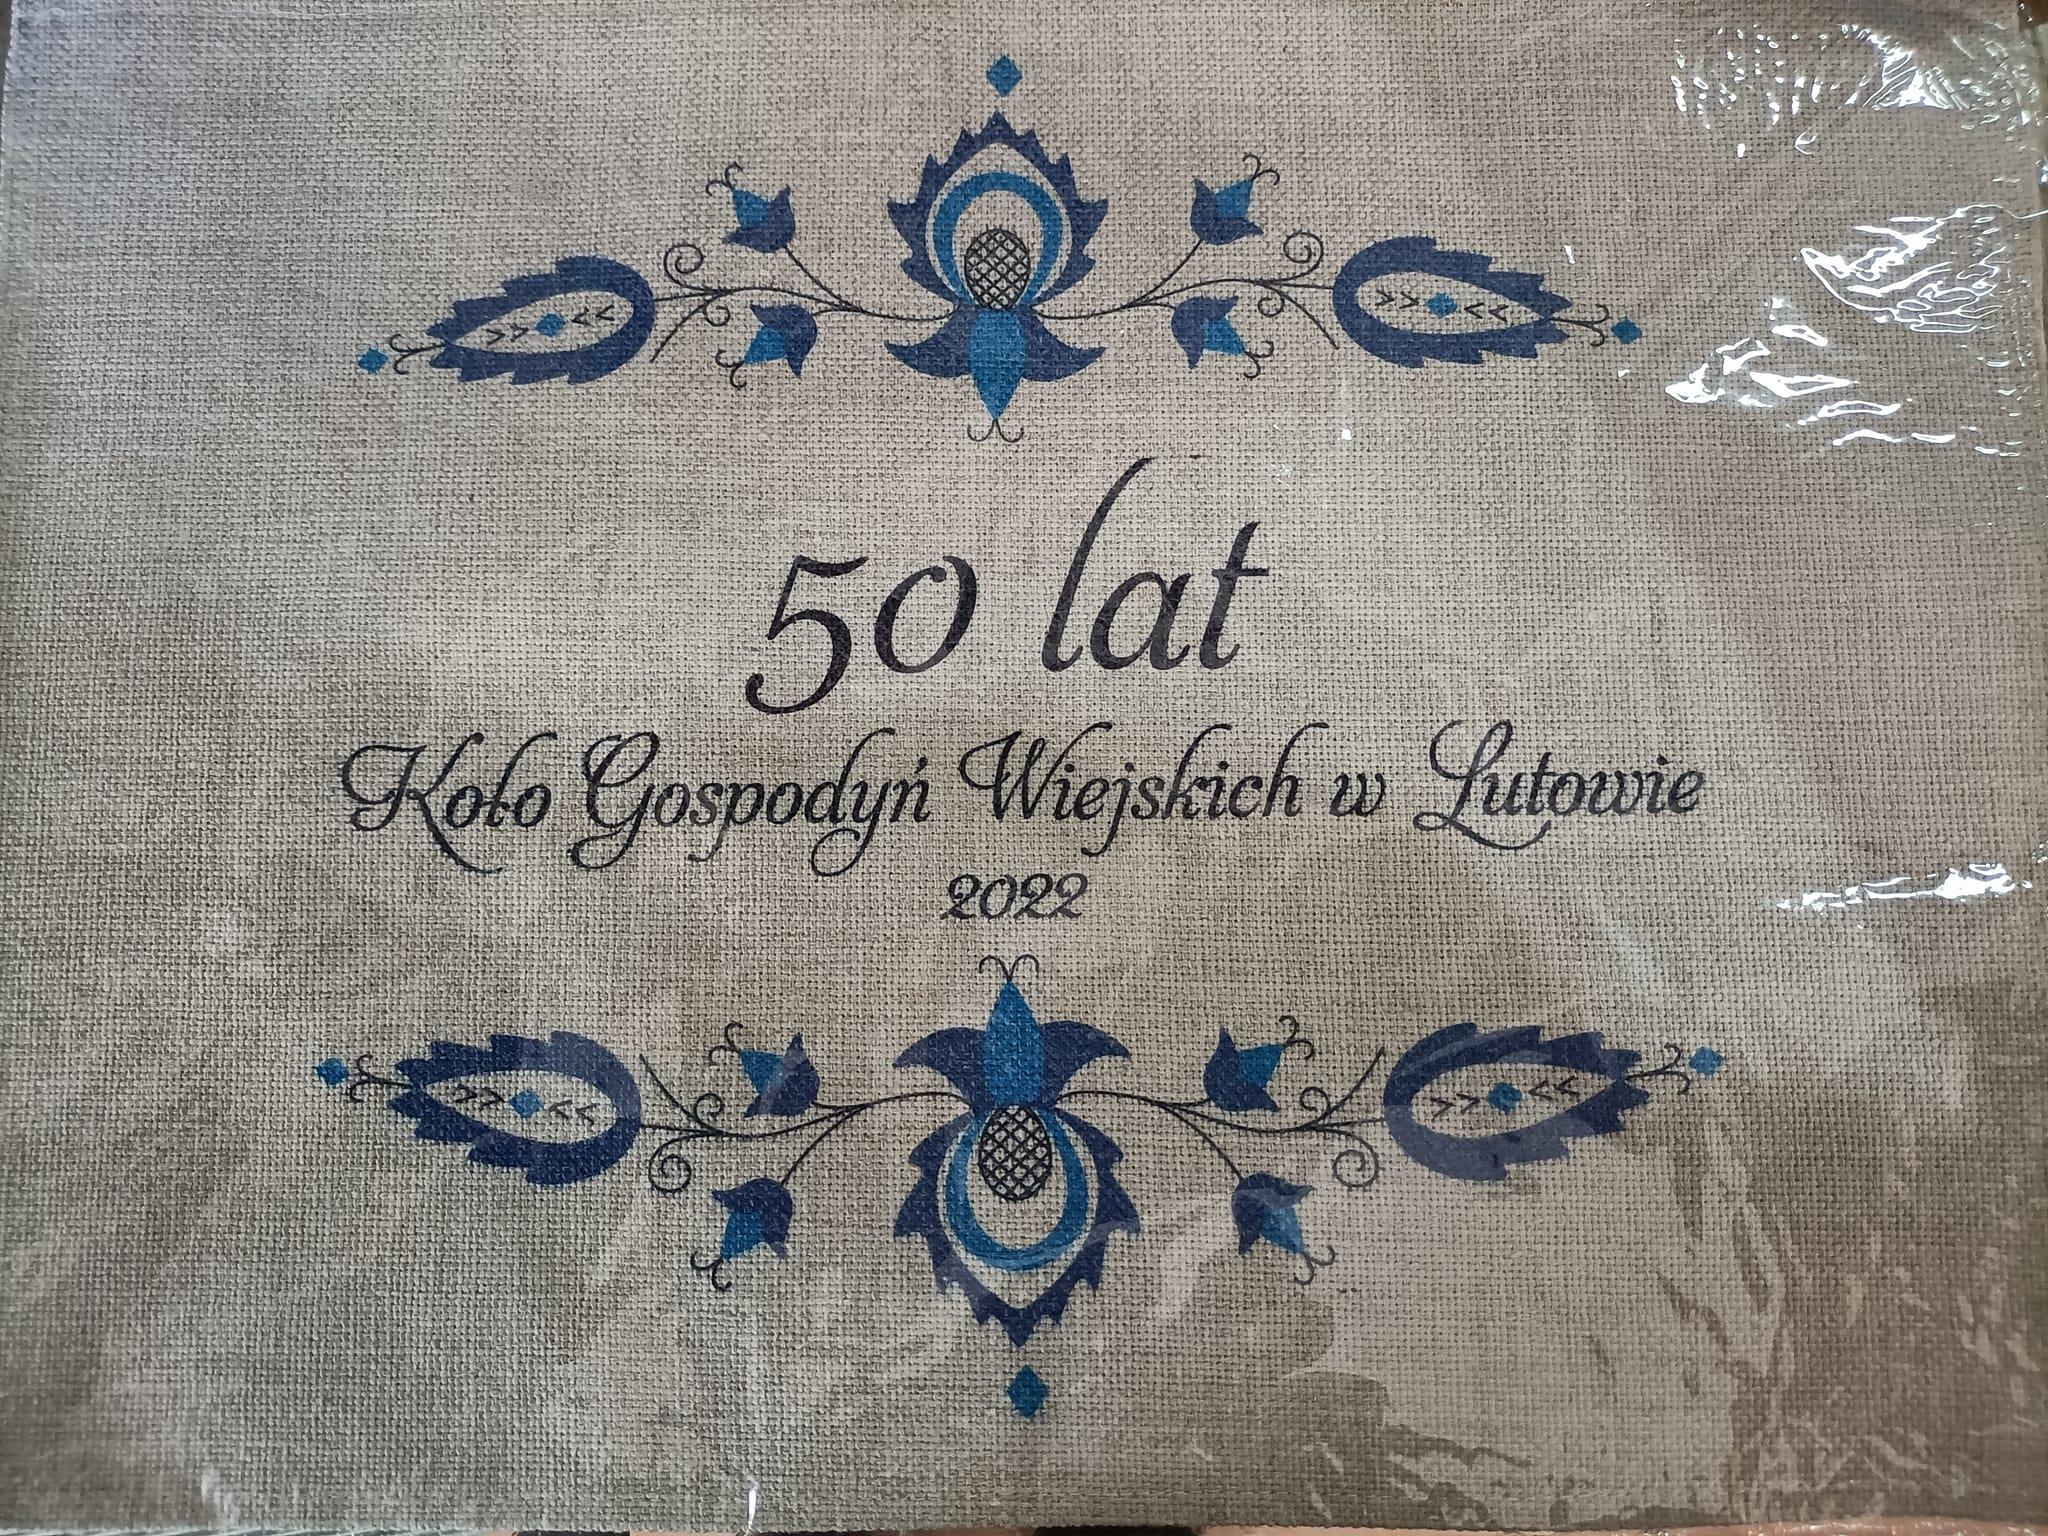 50 lat
Koło Gospodyń Wiejskich w Lutowie
2022